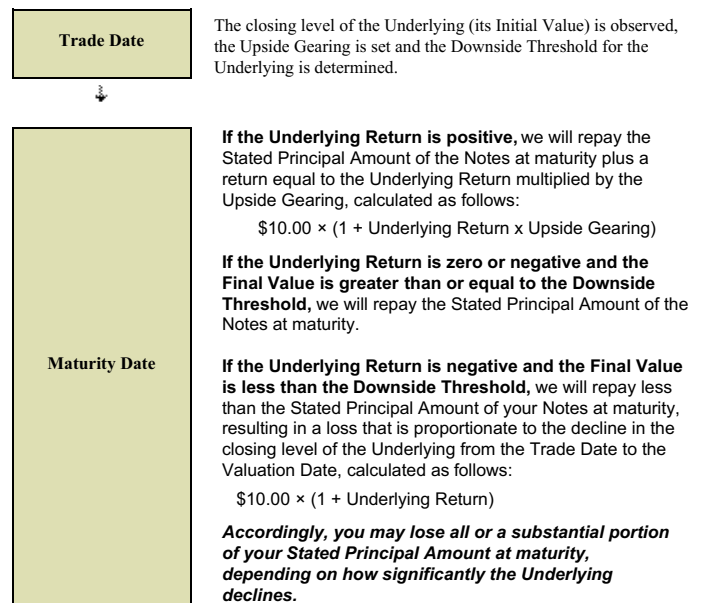 Trade Date
The closing level of the Underlying (its Initial Value) is observed,
the Upside Gearing is set and the Downside Threshold for the
Underlying is determined.
Maturity Date
If the Underlying Return is positive, we will repay the
Stated Principal Amount of the Notes at maturity plus a
return equal to the Underlying Return multiplied by the
Upside Gearing, calculated as follows:
$10.00 × (1 + Underlying Return x Upside Gearing)
If the Underlying Return is zero or negative and the
Final Value is greater than or equal to the Downside
Threshold, we will repay the Stated Principal Amount of the
Notes at maturity.
If the Underlying Return is negative and the Final Value
is less than the Downside Threshold, we will repay less
than the Stated Principal Amount of your Notes at maturity,
resulting in a loss that is proportionate to the decline in the
closing level of the Underlying from the Trade Date to the
Valuation Date, calculated as follows:
$10.00 × (1 + Underlying Return)
Accordingly, you may lose all or a substantial portion
of your Stated Principal Amount at maturity,
depending on how significantly the Underlying
declines.